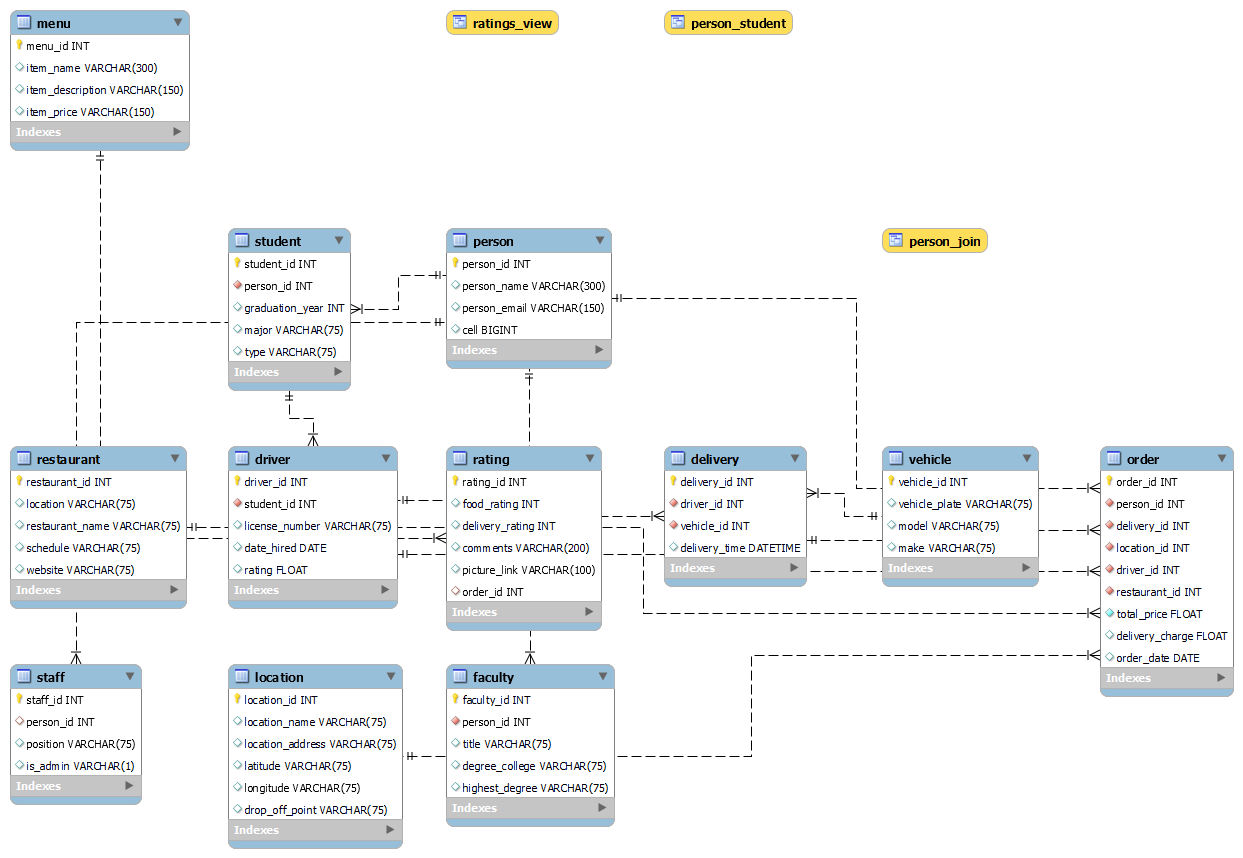 menu
menu_id INT
item_name VARCHAR(300)
item_description VARCHAR(150)
item_price VARCHAR(150)
Indexes
ratings_view
person_student
student
student_id INT
person_id INT
graduation_year INT
major VARCHAR(75)
type VARCHAR(75)
Indexes
person
person_id INT
person_name VARCHAR(300)
person_email VARCHAR(150)
cell BIGINT
Indexes
person_join
restaurant
restaurant_id INT
location VARCHAR(75)
restaurant_name VARCHAR(75)
schedule VARCHAR(75)
website VARCHAR(75)
Indexes
driver
driver_id INT
student_id INT
license_number VARCHAR(75)
date_hired DATE
rating FLOAT
Indexes
rating
rating_id INT
food_rating INT
delivery_rating INT
comments VARCHAR(200)
picture_link VARCHAR(100)
order_id INT
Indexes
delivery
delivery_id INT
driver_id INT
vehicle_id INT
delivery_time DATETIME
Indexes
vehicle
vehicle_id INT
vehicle_plate VARCHAR(75)
model VARCHAR(75)
make VARCHAR(75)
Indexes
order
order_id INT
person_id INT
delivery_id INT
location_id INT
driver_id INT
restaurant_id INT
total_price FLOAT
delivery_charge FLOAT
order_date DATE
Indexes
staff
staff_id INT
person_id INT
position VARCHAR(75)
is_admin VARCHAR(1)
Indexes
location
location_id INT
location_name VARCHAR(75)
location_address VARCHAR(75)
latitude VARCHAR(75)
longitude VARCHAR(75)
drop_off_point VARCHAR(75)
Indexes
faculty
faculty_id INT
person_id INT
title VARCHAR(75)
degree_college VARCHAR(75)
highest_degree VARCHAR(75)
Indexes